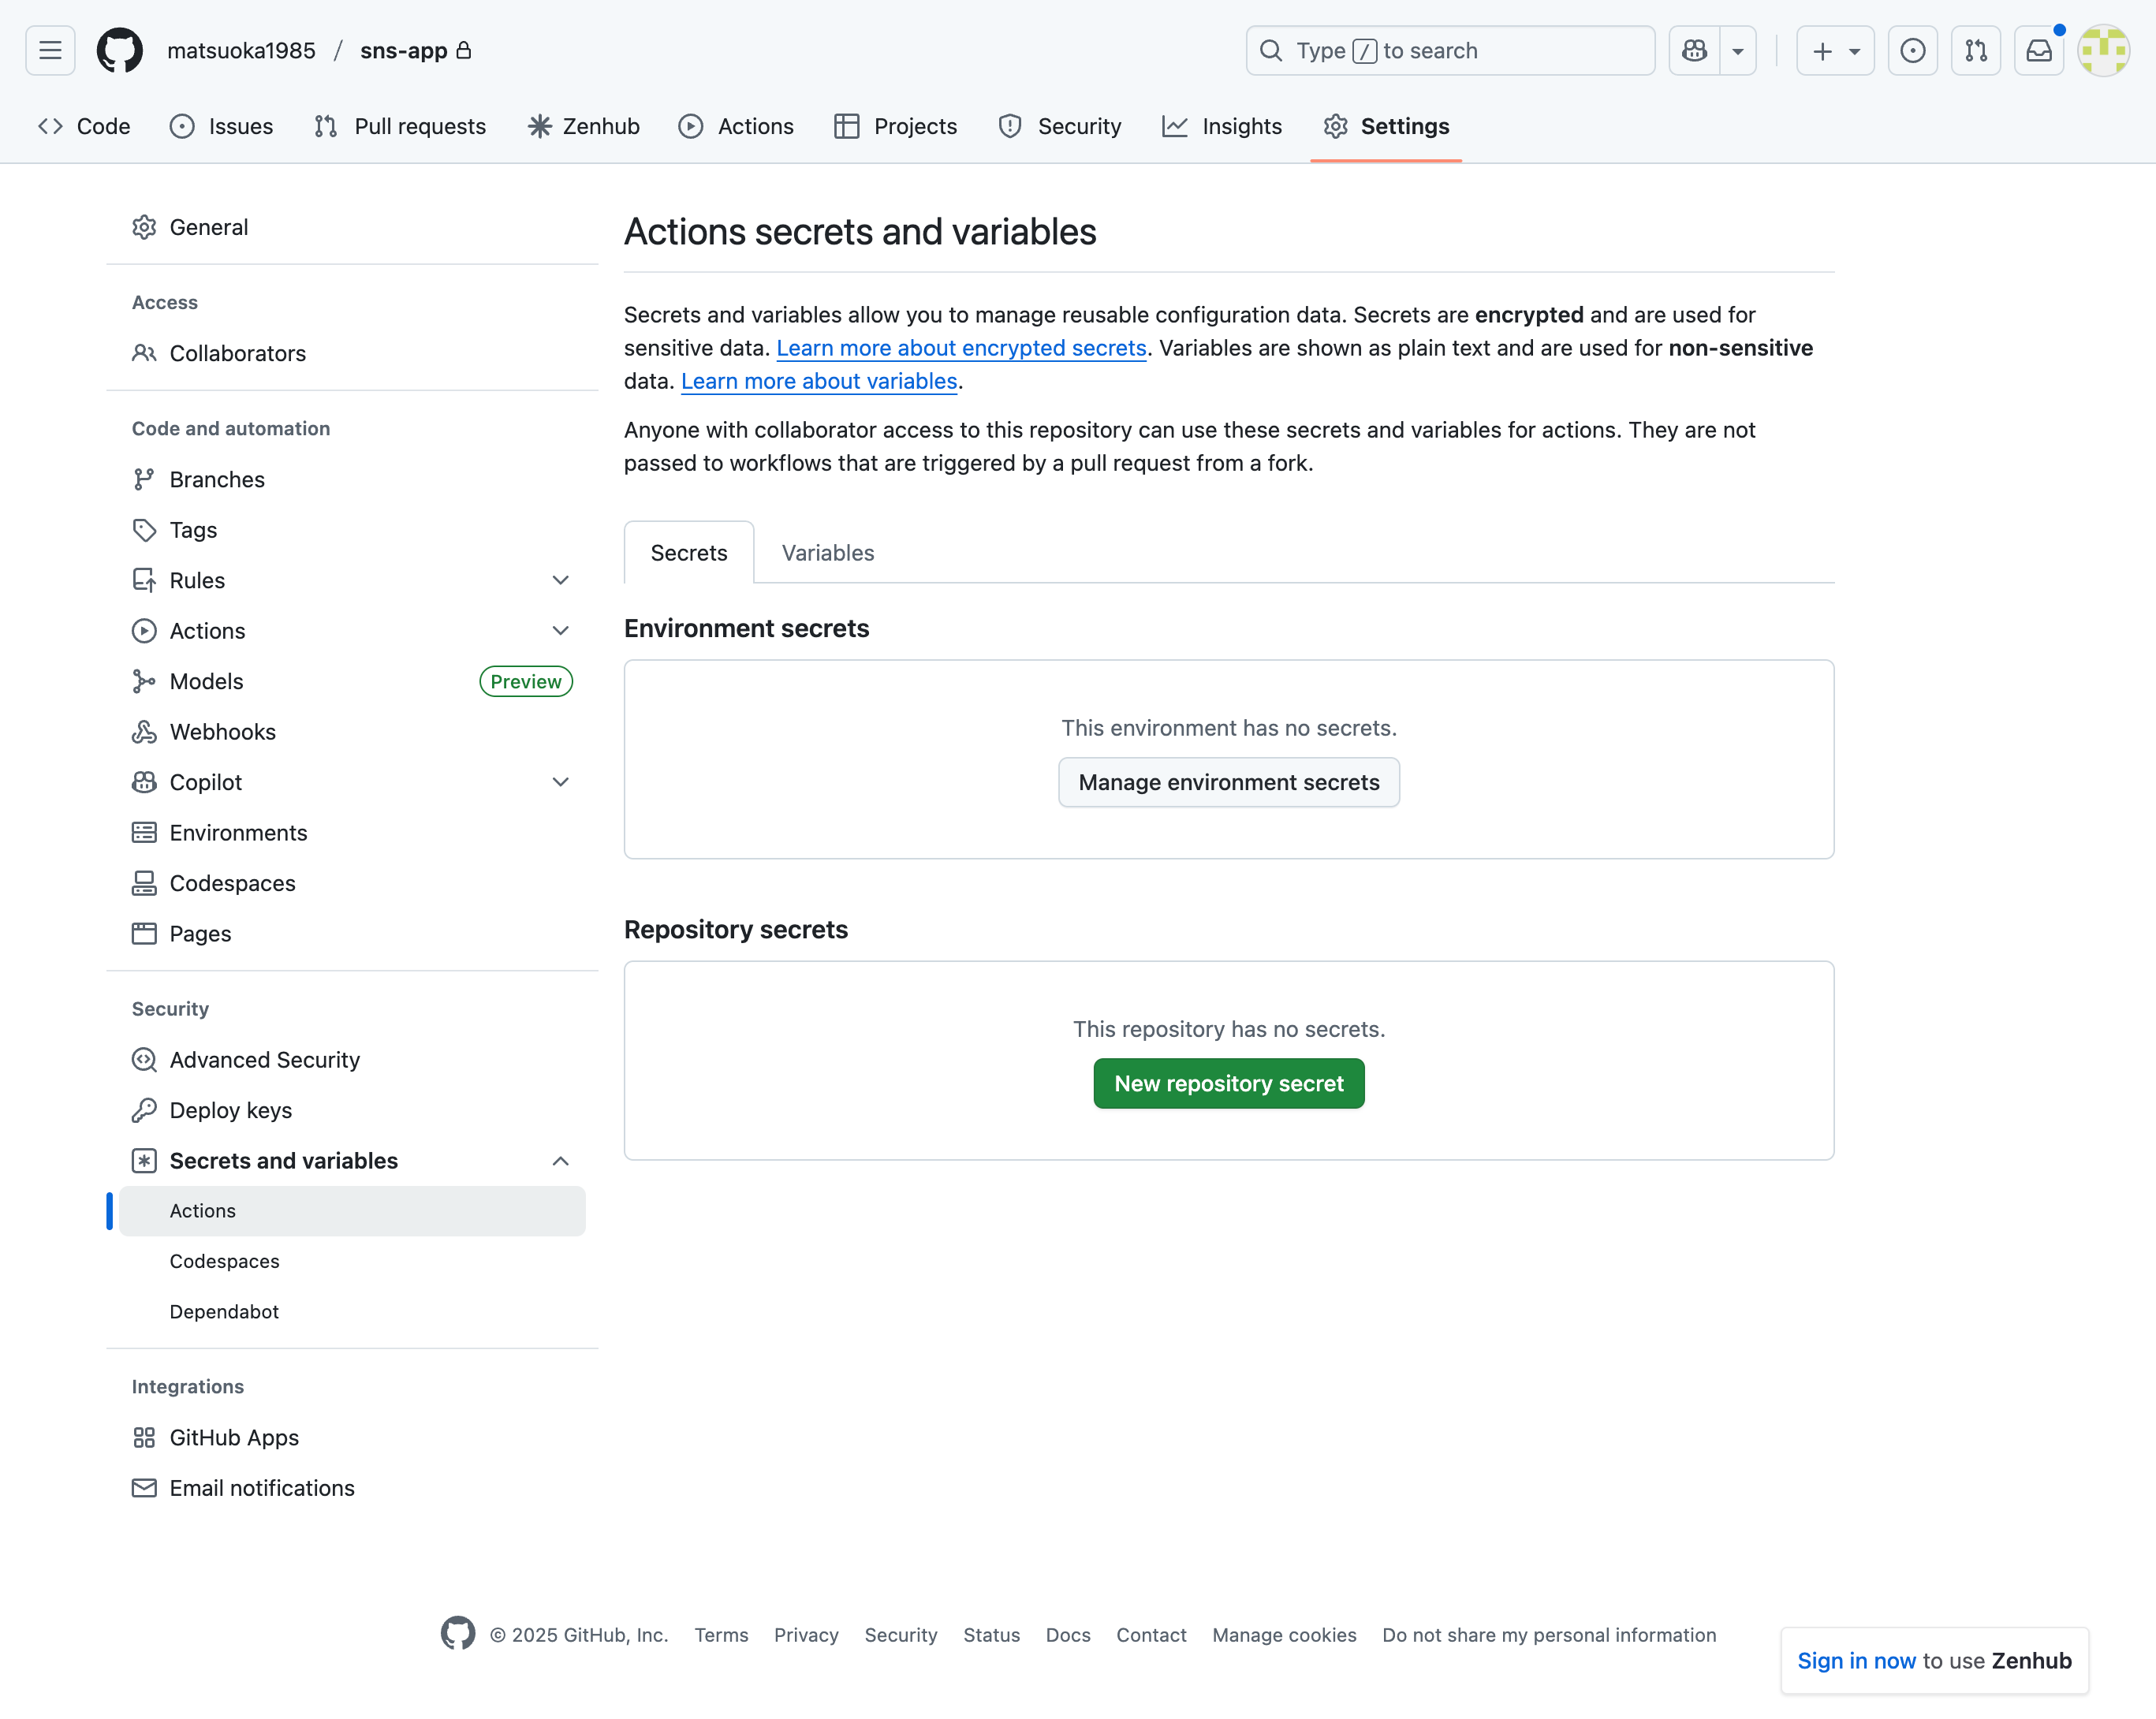 matsuoka1985 / sns-app
Type / to search
Code
Issues
Pull requests
Zenhub
Actions
Projects
Security
Insights
Settings
General
Access
Collaborators
Code and automation
Branches
Tags
Rules
Actions
Models
Preview
Webhooks
Copilot
Environments
Codespaces
Pages
Security
Advanced Security
Deploy keys
Secrets and variables
Actions
Codespaces
Dependabot
Integrations
GitHub Apps
Email notifications
Actions secrets and variables
Secrets and variables allow you to manage reusable configuration data. Secrets are encrypted and are used for
sensitive data. Learn more about encrypted secrets. Variables are shown as plain text and are used for non-sensitive
data. Learn more about variables.
Anyone with collaborator access to this repository can use these secrets and variables for actions. They are not
passed to workflows that are triggered by a pull request from a fork.
Secrets
Variables
Environment secrets
This environment has no secrets.
Manage environment secrets
Repository secrets
This repository has no secrets.
New repository secret
© 2025 GitHub, Inc.
Terms
Privacy
Security
Status
Docs
Contact
Manage cookies
Do not share my personal information
Sign in now to use Zenhub